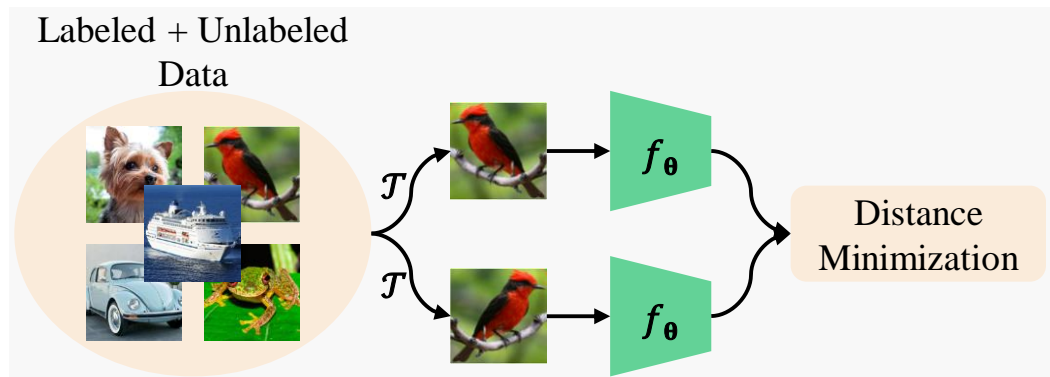 Labeled + Unlabeled
Data
𝒯
f_θ
𝒯
f_θ
Distance
Minimization